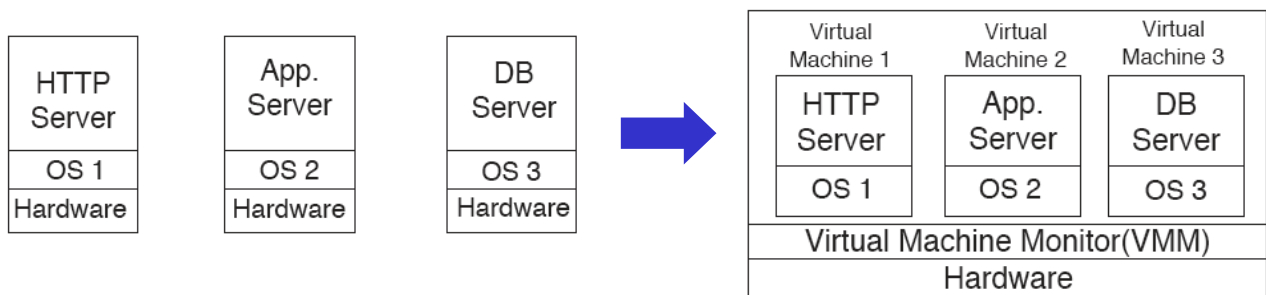 HTTP
Server
OS 1
Hardware
App.
Server
OS 2
Hardware
DB
Server
OS 3
Hardware
Virtual
Machine 1
HTTP
Server
OS 1
Virtual
Machine 2
App.
Server
OS 2
Virtual
Machine 3
DB
Server
OS 3
Virtual Machine Monitor(VMM)
Hardware